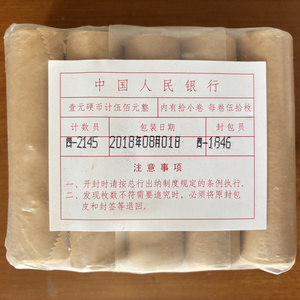 中国人民银行
壹元硬币计伍佰元整 内有拾小卷 每卷伍拾枚
计数员 包装日期 封包员
-2145 2018年08月018 -1846
注意事项
一、开封时请按总行出纳制度规定的条例执行。
二、发现枚数不符需要追究时，必须将原封包
皮和封签等退回。